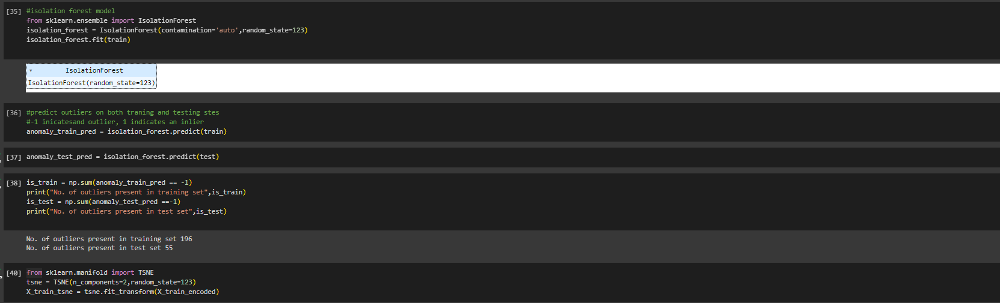 [35] #isolation forest model
from sklearn.ensemble import IsolationForest
isolation_forest = IsolationForest(contamination='auto',random_state=123)
isolation_forest.fit(train)
▾ IsolationForest
IsolationForest(random_state=123)
[36] #predict outliers on both traning and testing stes
#-1 inicatesand outlier, 1 indicates an inlier
anomaly_train_pred = isolation_forest.predict(train)
[37] anomaly_test_pred = isolation_forest.predict(test)
[38] is_train = np.sum(anomaly_train_pred == -1)
print("No. of outliers present in training set",is_train)
is_test = np.sum(anomaly_test_pred ==-1)
print("No. of outliers present in test set",is_test)
No. of outliers present in training set 196
No. of outliers present in test set 55
[40] from sklearn.manifold import TSNE
tsne = TSNE(n_components=2,random_state=123)
X_train_tsne = tsne.fit_transform(X_train_encoded)